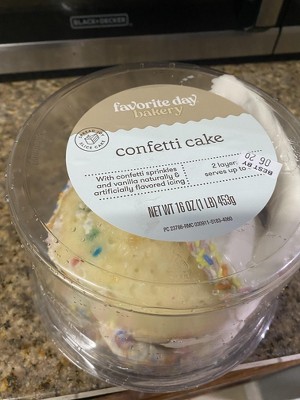 BLACK+DECKER
favorite day
bakery
confetti cake
With confetti sprinkles
and vanilla naturally &
artificially flavored icing
2 layer
serves up to
NET WT 16 OZ (1 LB) 453g